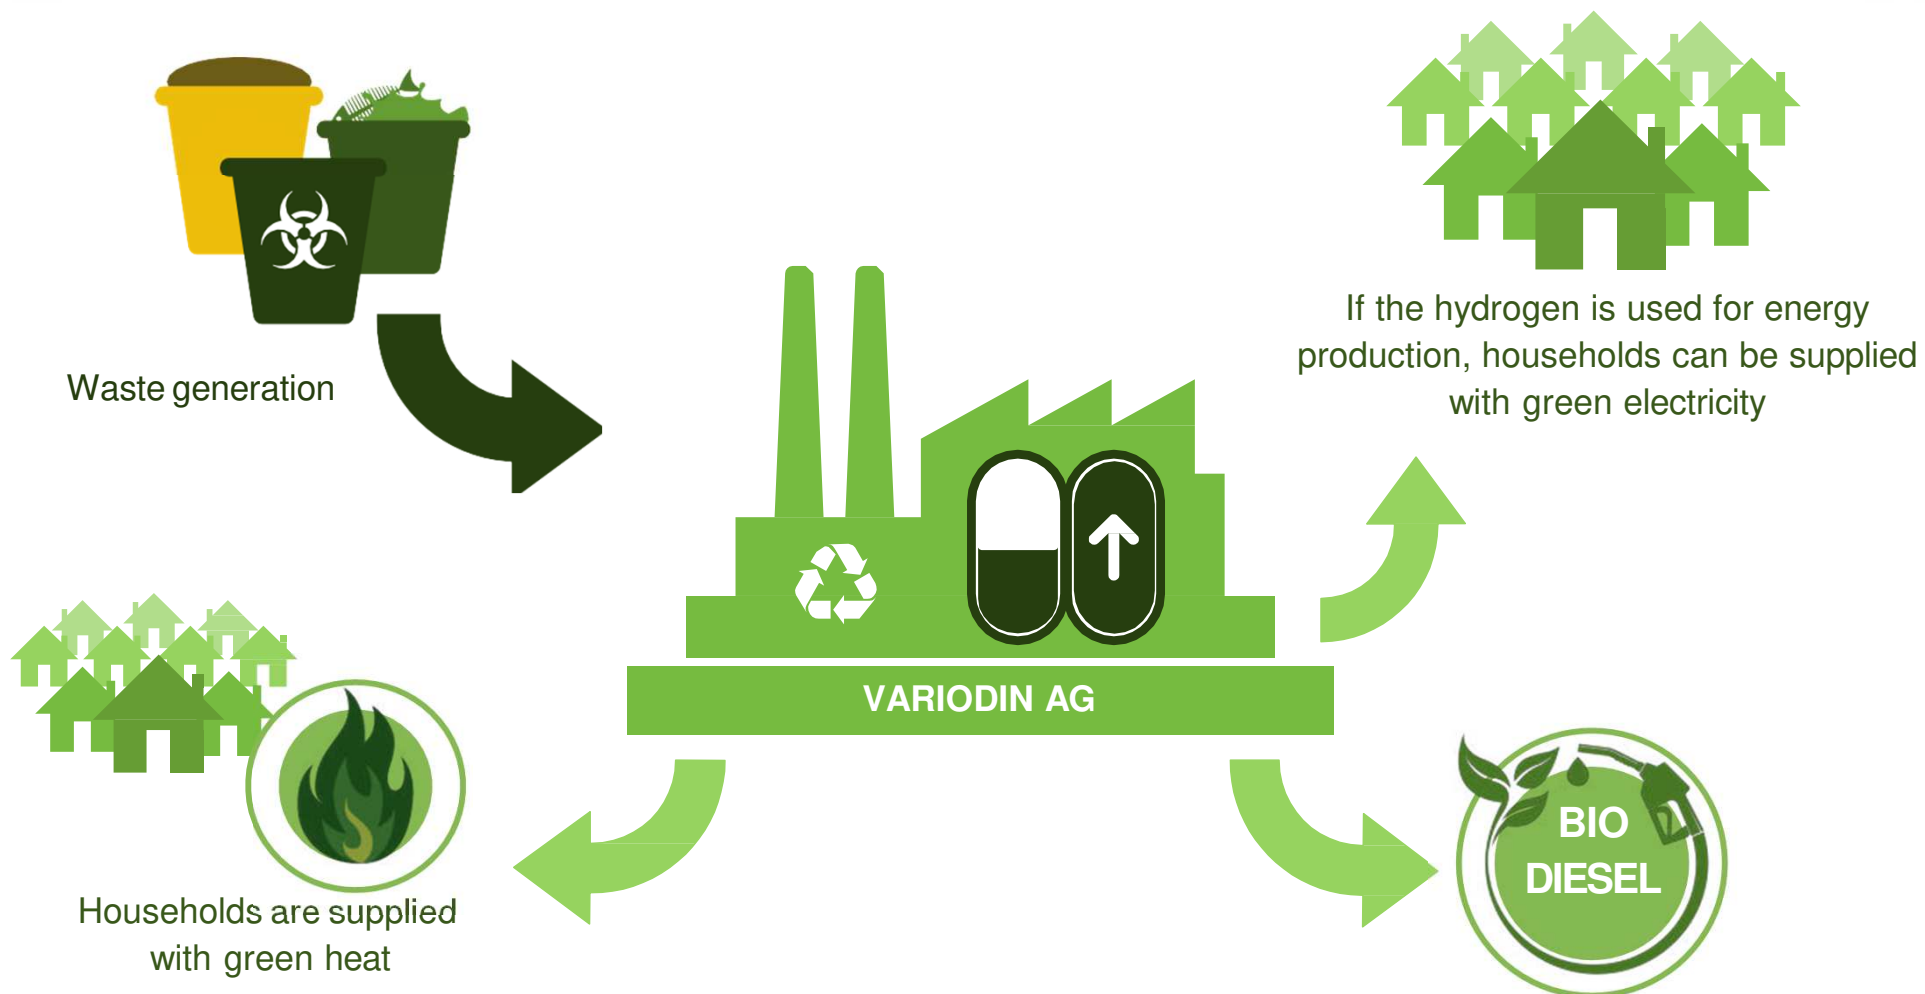 Waste generation
If the hydrogen is used for energy
production, households can be supplied
with green electricity
VARIODIN AG
Households are supplied
with green heat
BIO
DIESEL